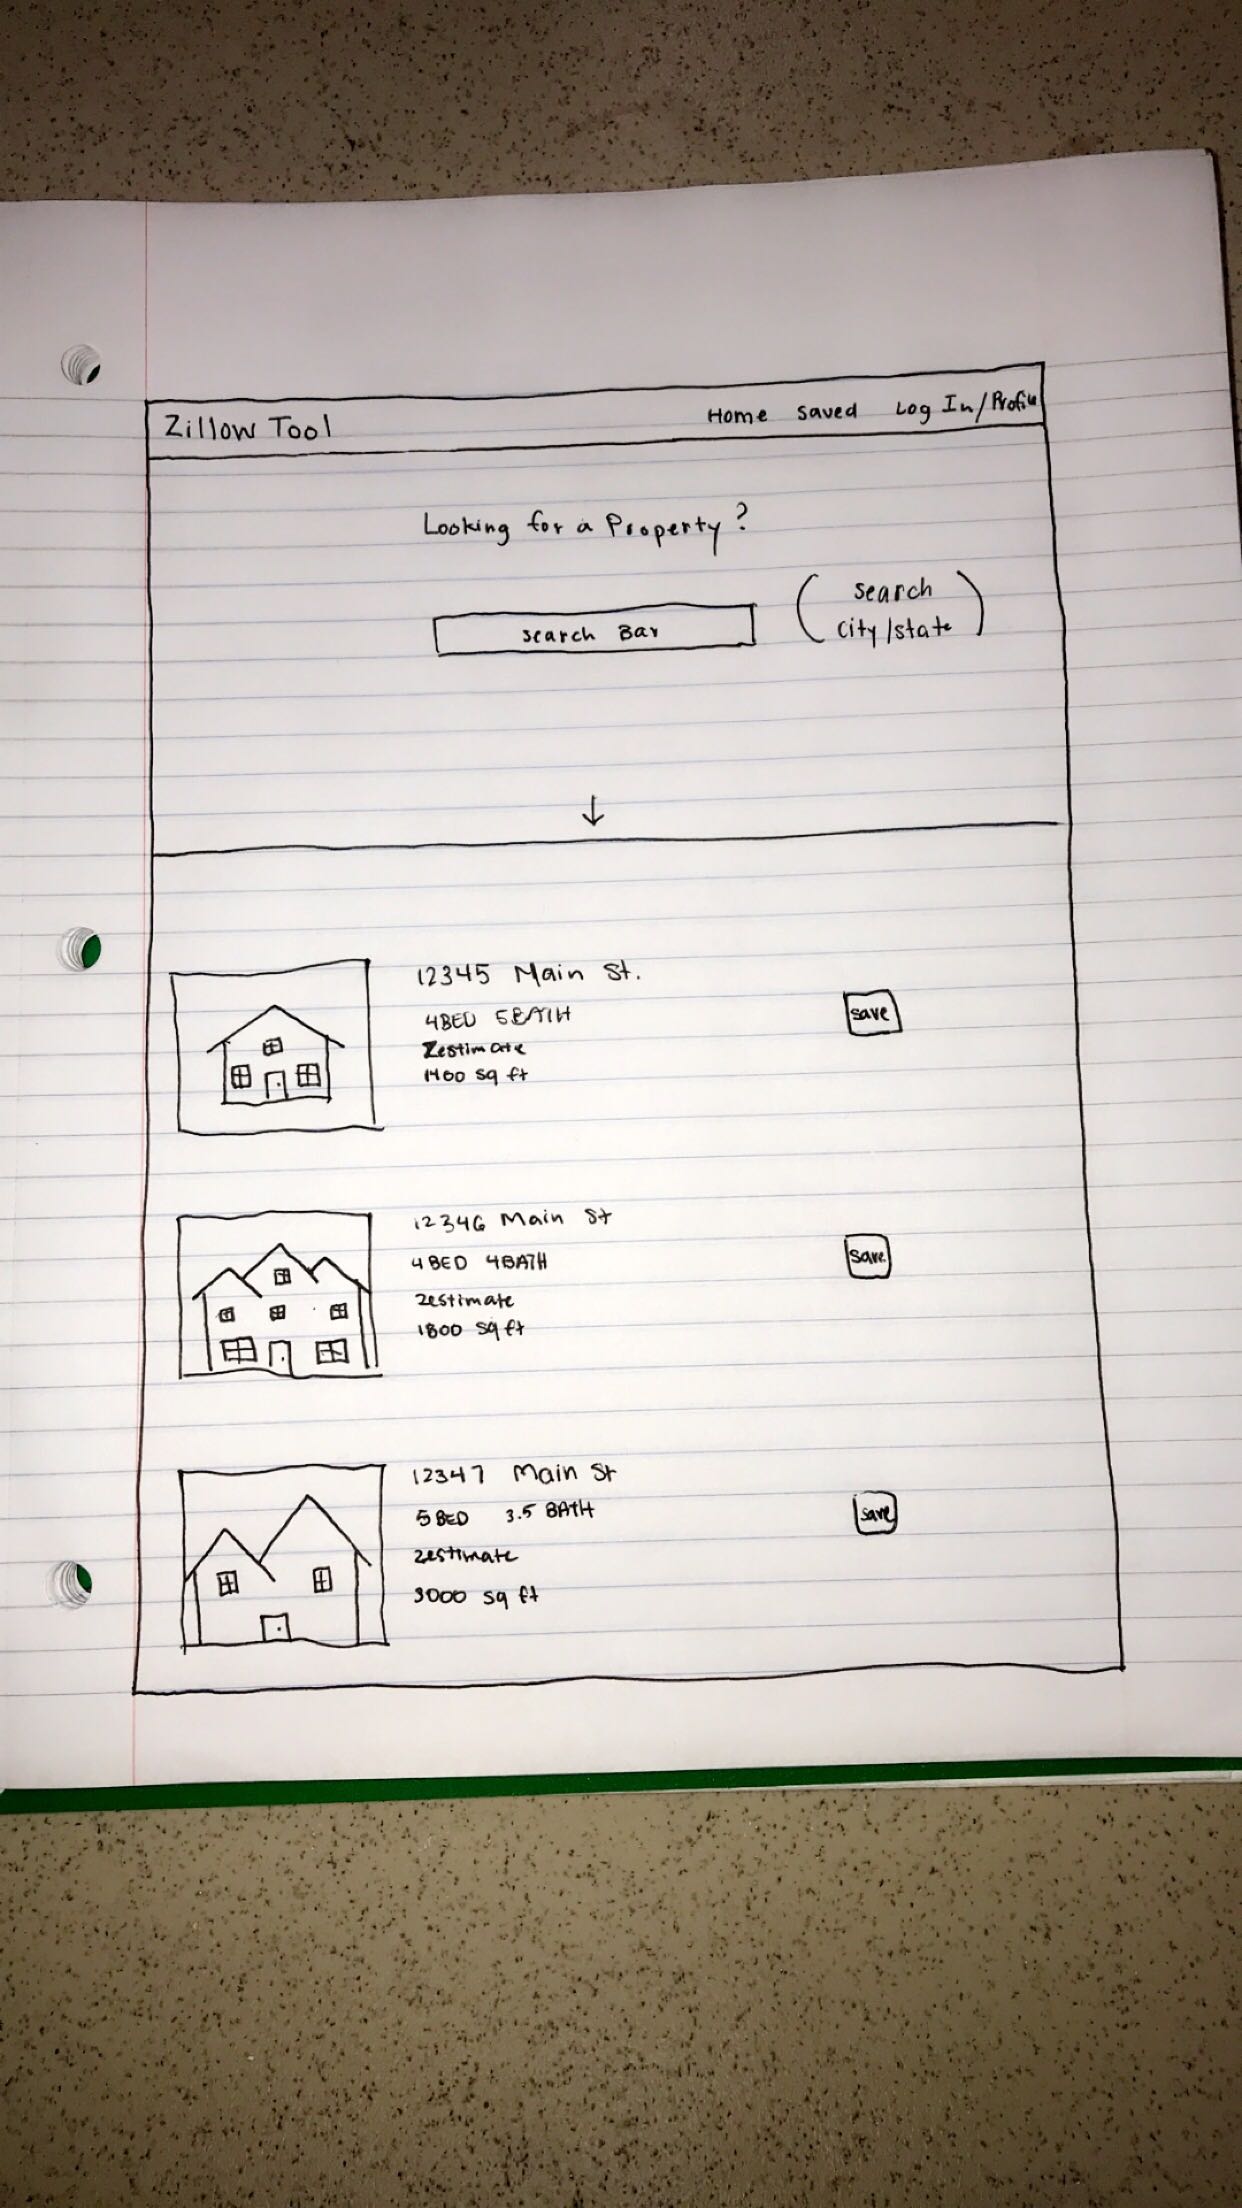 Zillow Tool Home Saved Log In/Profile
Looking for a Property?
search Bar
( search
city/state )
12345 Main St.
4BED 5BATH
Zestimate
1400 sq ft
save
12346 Main St
4BED 4BATH
zestimate
1800 sq ft
save
12347 Main St
5BED 3.5 BATH
zestimate
3000 sq ft
save